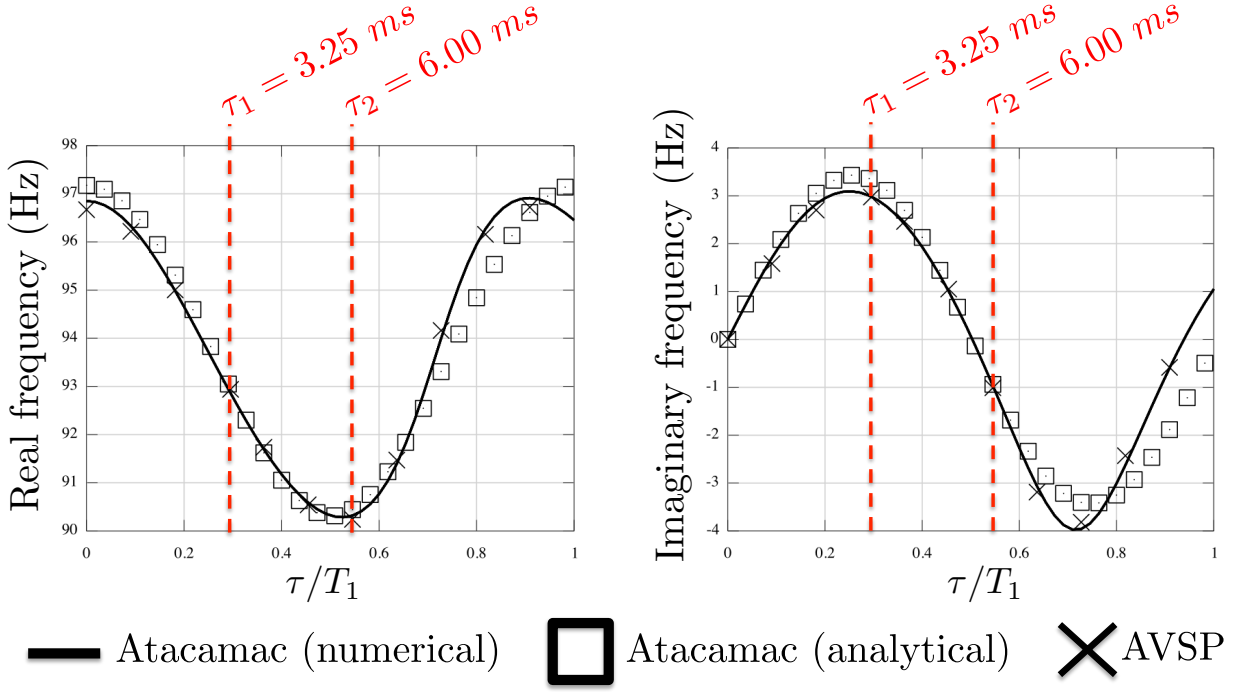 τ₁ = 3.25 ms
τ₂ = 6.00 ms
Real frequency (Hz)
98
97
96
95
94
93
92
91
90
0
0.2
0.4
0.6
0.8
1
τ/T₁
τ₁ = 3.25 ms
τ₂ = 6.00 ms
Imaginary frequency (Hz)
4
3
2
1
0
-1
-2
-3
-4
0
0.2
0.4
0.6
0.8
1
τ/T₁
Atacamac (numerical)
Atacamac (analytical)
AVSP